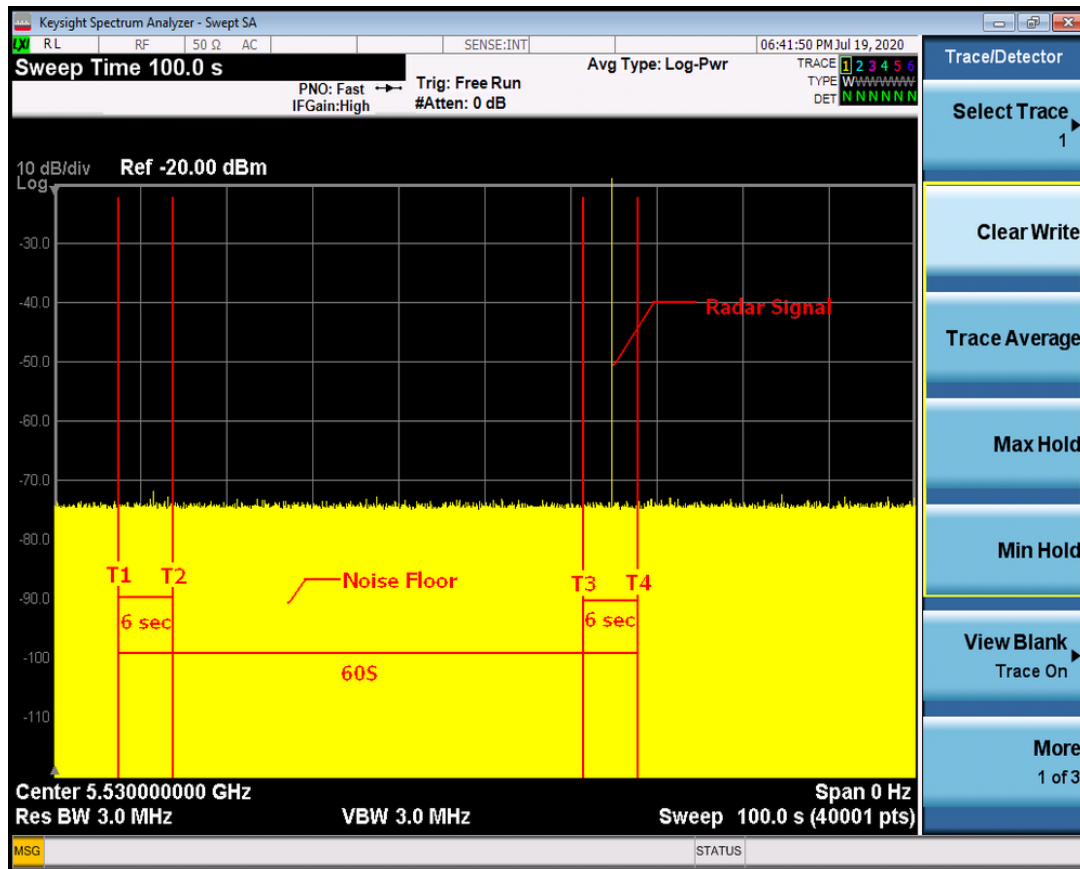 Keysight Spectrum Analyzer - Swept SA
LXI RL RF 50 Ω AC SENSE:INT 06:41:50 PM Jul 19, 2020
Sweep Time 100.0 s
PNO: Fast
IFGain:High
Trig: Free Run
#Atten: 0 dB
Avg Type: Log-Pwr
TRACE 1 2 3 4 5 6
TYPE WWWWWW
DET N N N N N N
10 dB/div Ref -20.00 dBm
Log
-30.0
-40.0
Radar Signal
-50.0
-60.0
-70.0
-80.0
T1 T2 Noise Floor T3 T4
-90.0
6 sec 6 sec
-100
60S
-110
Center 5.530000000 GHz Span 0 Hz
Res BW 3.0 MHz VBW 3.0 MHz Sweep 100.0 s (40001 pts)
MSG STATUS
Trace/Detector
Select Trace
1
Clear Write
Trace Average
Max Hold
Min Hold
View Blank
Trace On
More
1 of 3